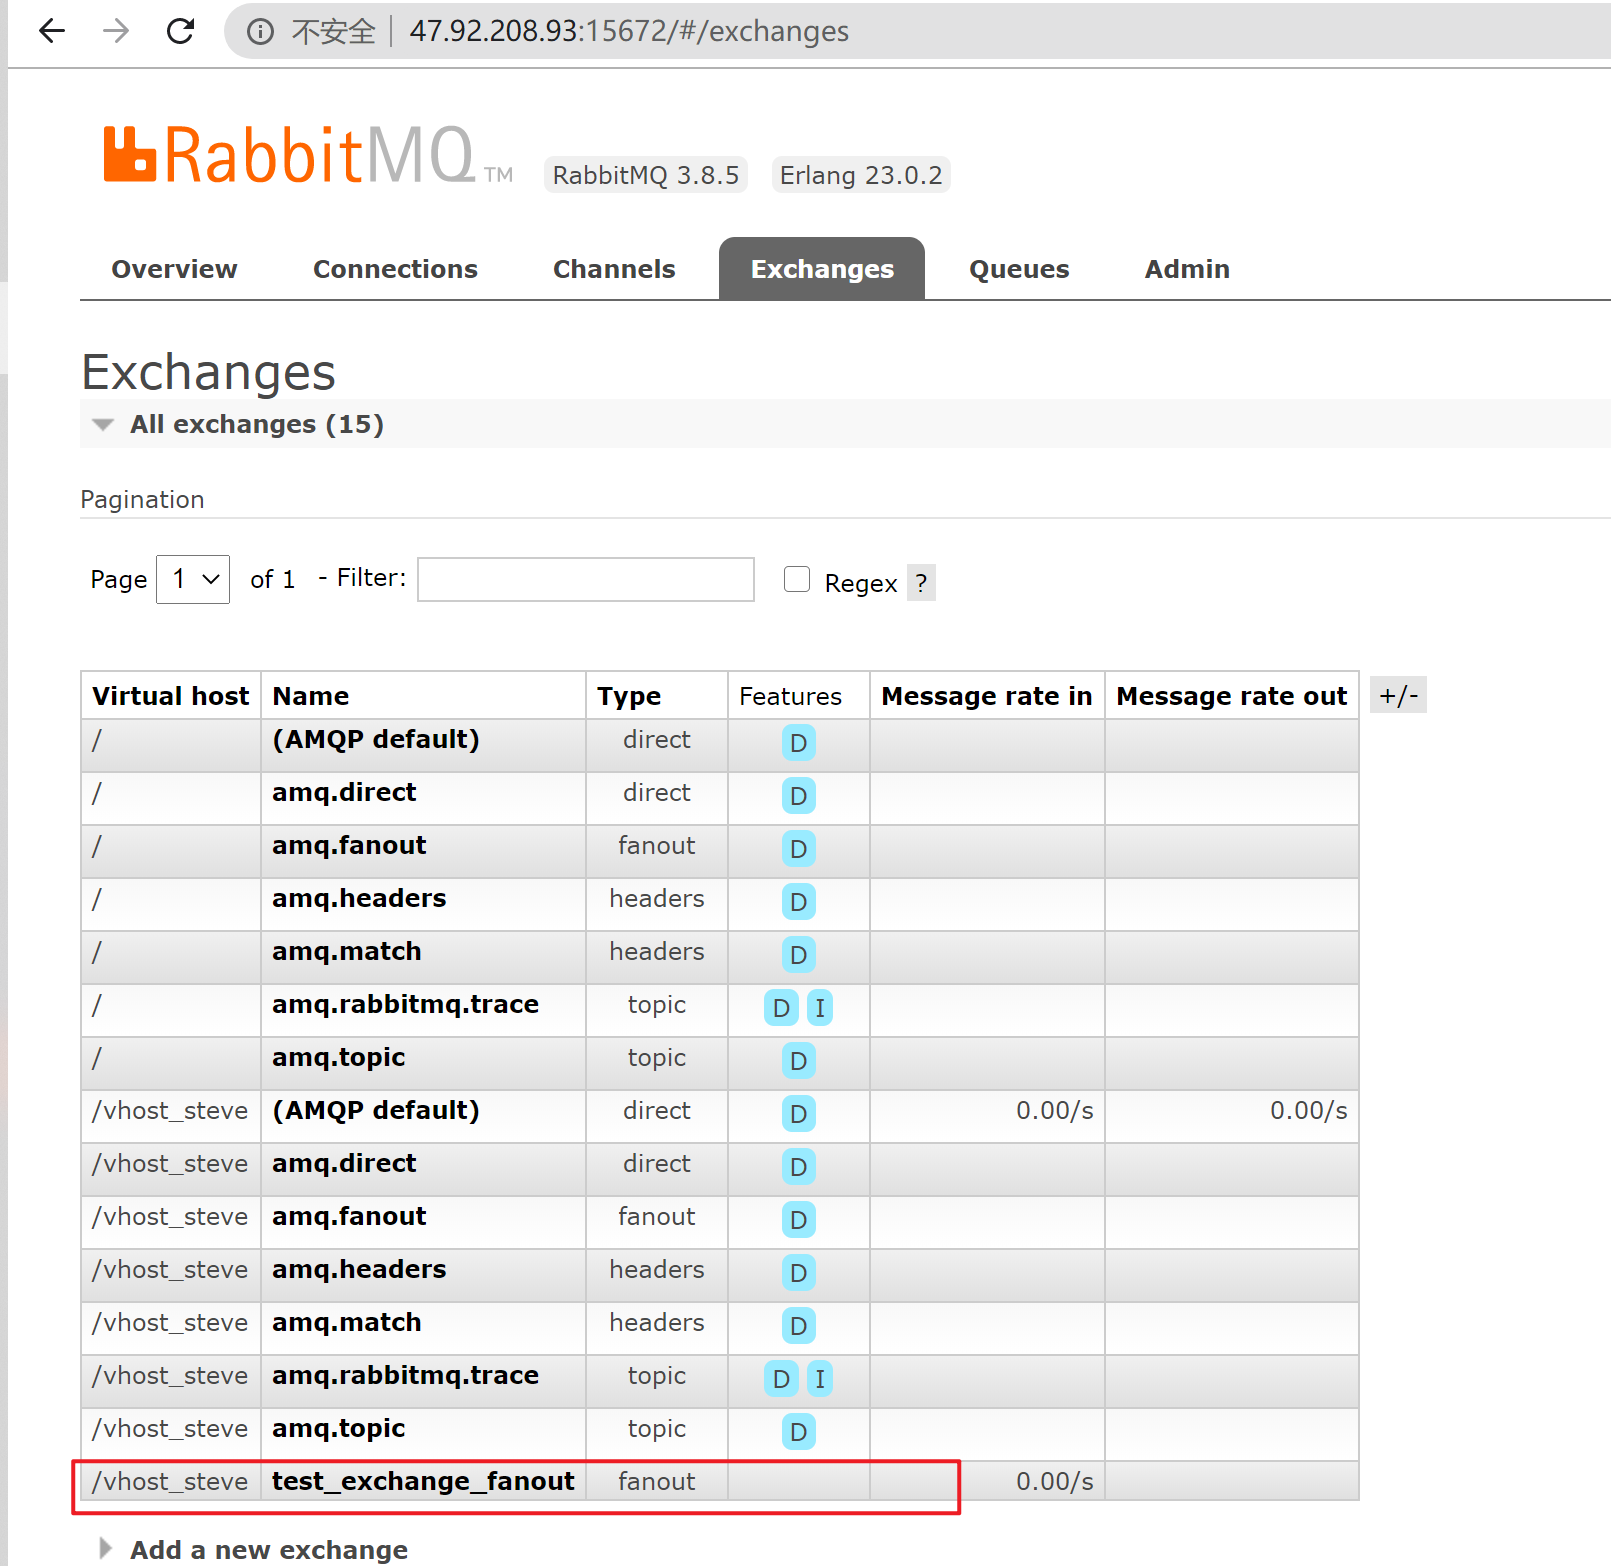 不安全 47.92.208.93:15672/#/exchanges
RabbitMQ TM RabbitMQ 3.8.5 Erlang 23.0.2
Overview Connections Channels Exchanges Queues Admin
Exchanges
All exchanges (15)
Pagination
Page 1 of 1 - Filter: Regex ?
Virtual host Name Type Features Message rate in Message rate out +/-
/ (AMQP default) direct D
/ amq.direct direct D
/ amq.fanout fanout D
/ amq.headers headers D
/ amq.match headers D
/ amq.rabbitmq.trace topic D I
/ amq.topic topic D
/vhost_steve (AMQP default) direct D 0.00/s 0.00/s
/vhost_steve amq.direct direct D
/vhost_steve amq.fanout fanout D
/vhost_steve amq.headers headers D
/vhost_steve amq.match headers D
/vhost_steve amq.rabbitmq.trace topic D I
/vhost_steve amq.topic topic D
/vhost_steve test_exchange_fanout fanout 0.00/s
Add a new exchange